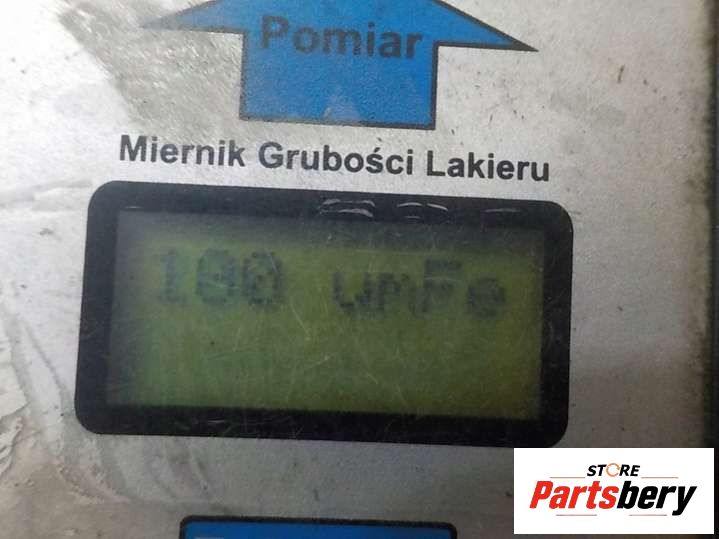 Pomiar
Miernik Grubości Lakieru
100 umFe
STORE
Partsbery